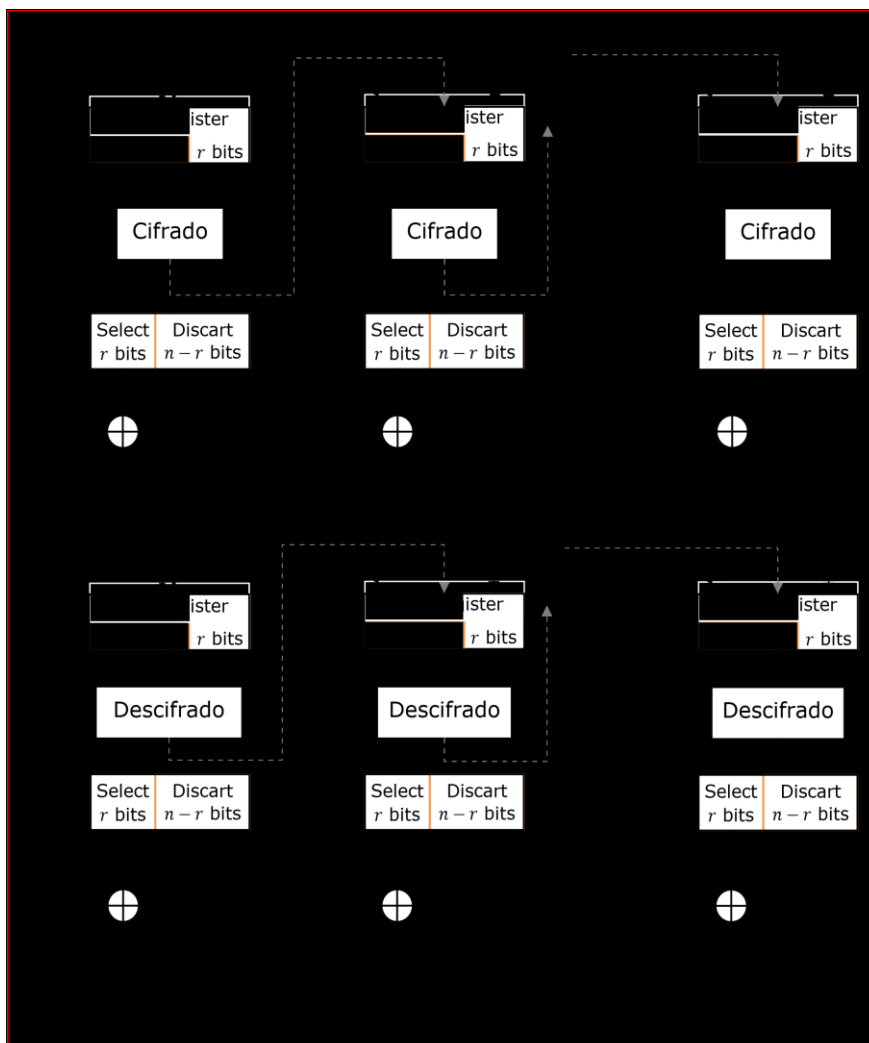 ister
r bits
ister
r bits
ister
r bits
Cifrado
Cifrado
Cifrado
Select
r bits
Discart
n − r bits
Select
r bits
Discart
n − r bits
Select
r bits
Discart
n − r bits
ister
r bits
ister
r bits
ister
r bits
Descifrado
Descifrado
Descifrado
Select
r bits
Discart
n − r bits
Select
r bits
Discart
n − r bits
Select
r bits
Discart
n − r bits